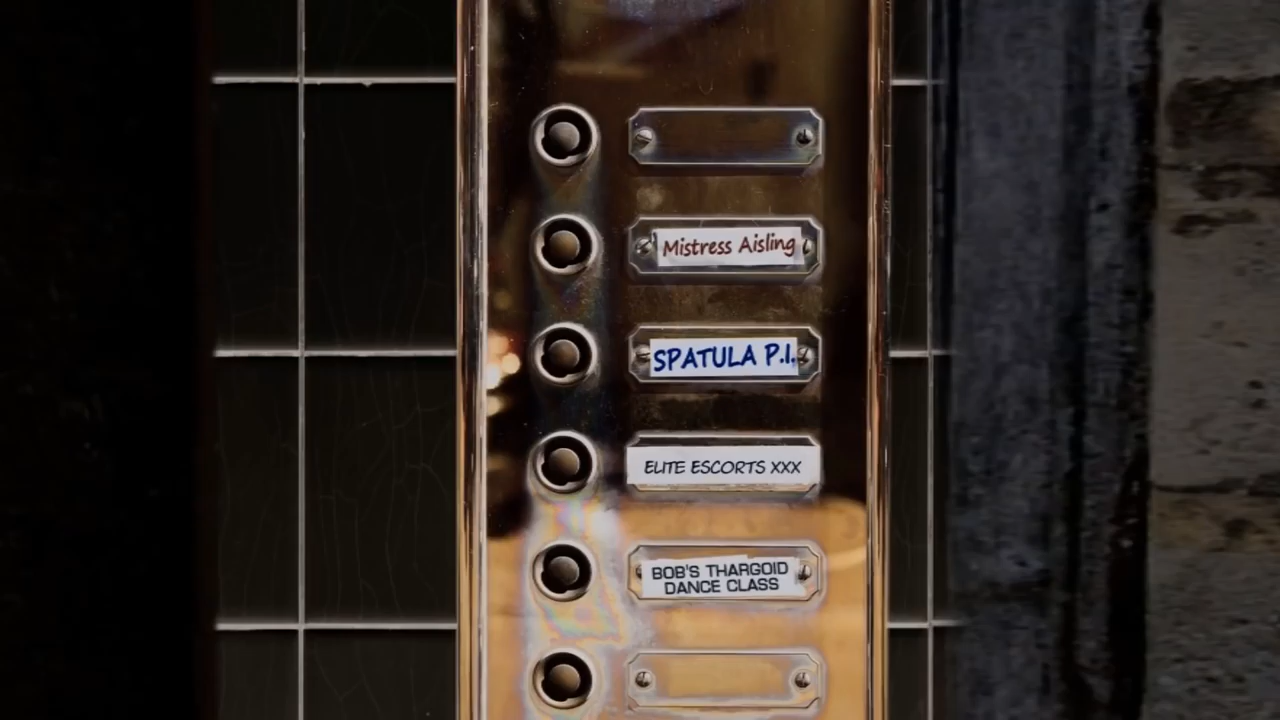 Mistress Aisling
SPATULA P.I.
ELITE ESCORTS XXX
BOB'S THARGOID
DANCE CLASS